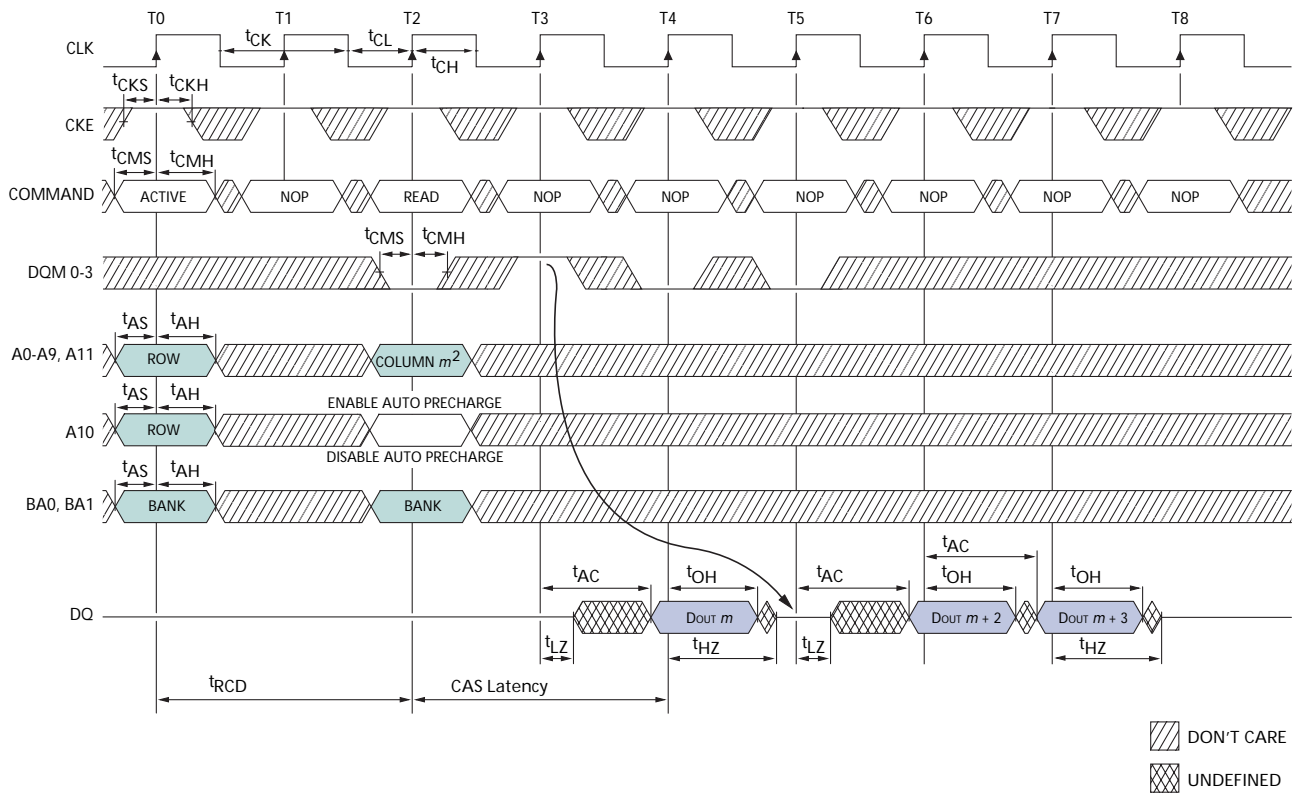 T0 T1 T2 T3 T4 T5 T6 T7 T8
CLK
tCK tCL
tCH
tCKS tCKH
CKE
tCMS tCMH
COMMAND ACTIVE NOP READ NOP NOP NOP NOP NOP NOP
tCMS tCMH
DQM 0-3
tAS tAH
A0-A9, A11 ROW COLUMN m2
tAS tAH ENABLE AUTO PRECHARGE
A10 ROW
DISABLE AUTO PRECHARGE
tAS tAH
BA0, BA1 BANK BANK
tAC
tAC tOH tAC tOH tOH
DQ DOUT m DOUT m + 2 DOUT m + 3
tLZ tHZ tLZ tHZ
tRCD CAS Latency
DON'T CARE
UNDEFINED